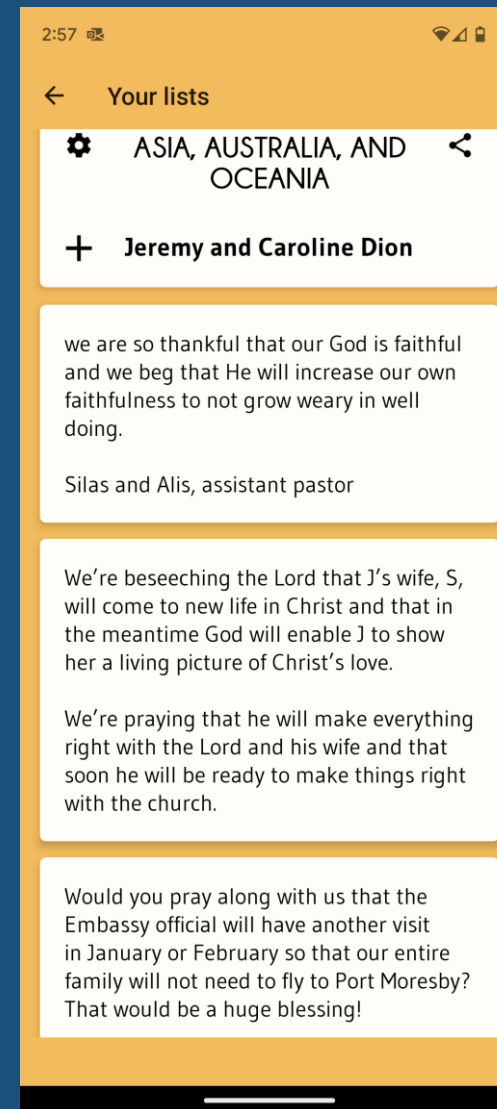 2:57
Your lists
ASIA, AUSTRALIA, AND
OCEANIA
Jeremy and Caroline Dion
we are so thankful that our God is faithful
and we beg that He will increase our own
faithfulness to not grow weary in well
doing.
Silas and Alis, assistant pastor
We’re beseeching the Lord that J’s wife, S,
will come to new life in Christ and that in
the meantime God will enable J to show
her a living picture of Christ’s love.
We’re praying that he will make everything
right with the Lord and his wife and that
soon he will be ready to make things right
with the church.
Would you pray along with us that the
Embassy official will have another visit
in January or February so that our entire
family will not need to fly to Port Moresby?
That would be a huge blessing!